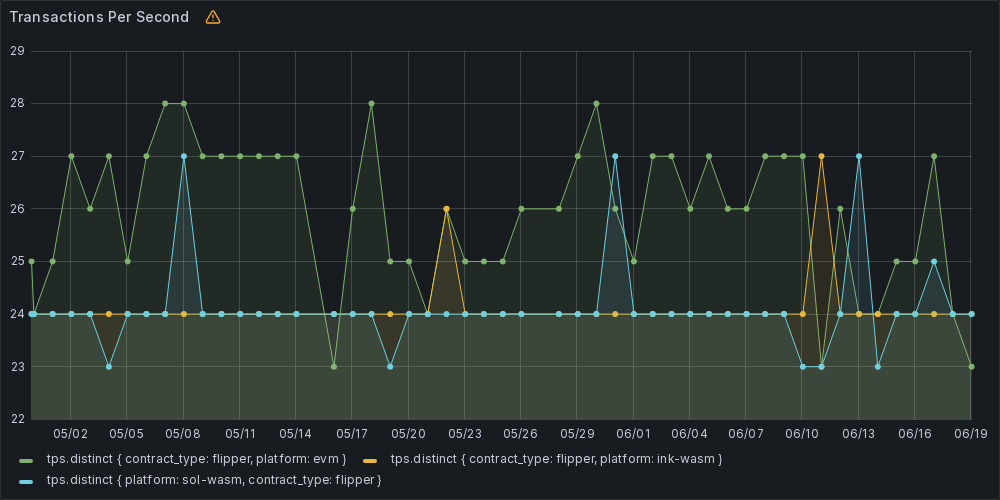 Transactions Per Second
29
28
27
26
25
24
23
22
05/02 05/05 05/08 05/11 05/14 05/17 05/20 05/23 05/26 05/29 06/01 06/04 06/07 06/10 06/13 06/16 06/19
tps.distinct { contract_type: flipper, platform: evm } tps.distinct { contract_type: flipper, platform: ink-wasm }
tps.distinct { platform: sol-wasm, contract_type: flipper }